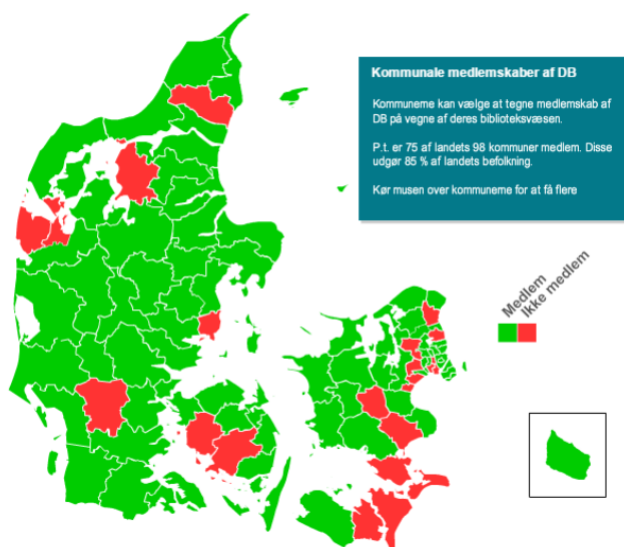 Kommunale medlemskaber af DB
Kommunerne kan vælge at tegne medlemskab af
DB på vegne af deres biblioteksvæsen.
P.t. er 75 af landets 98 kommuner medlem. Disse
udgør 85 % af landets befolkning.
Kør musen over kommunerne for at få flere
Medlem
Ikke medlem